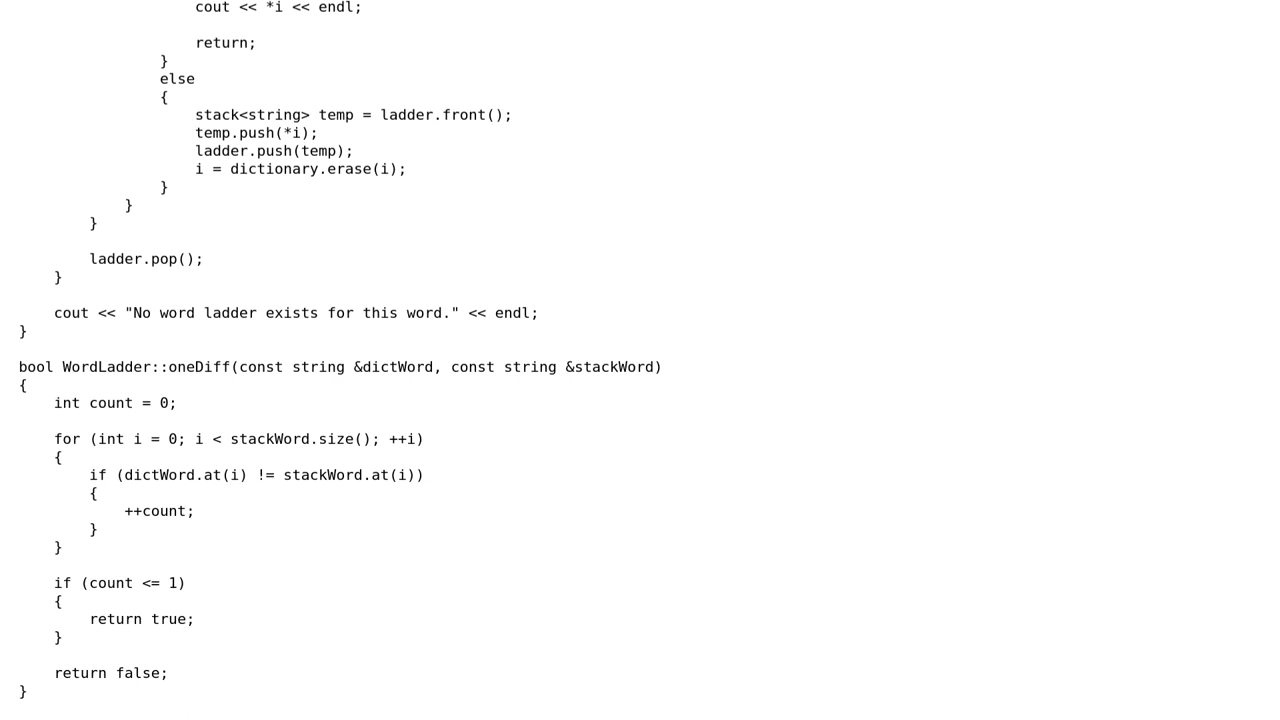 cout << *i << endl;
return;
}
else
{
stack<string> temp = ladder.front();
temp.push(*i);
ladder.push(temp);
i = dictionary.erase(i);
}
}
}
ladder.pop();
}
cout << "No word ladder exists for this word." << endl;
}
bool WordLadder::oneDiff(const string &dictWord, const string &stackWord)
{
int count = 0;
for (int i = 0; i < stackWord.size(); ++i)
{
if (dictWord.at(i) != stackWord.at(i))
{
++count;
}
}
if (count <= 1)
{
return true;
}
return false;
}